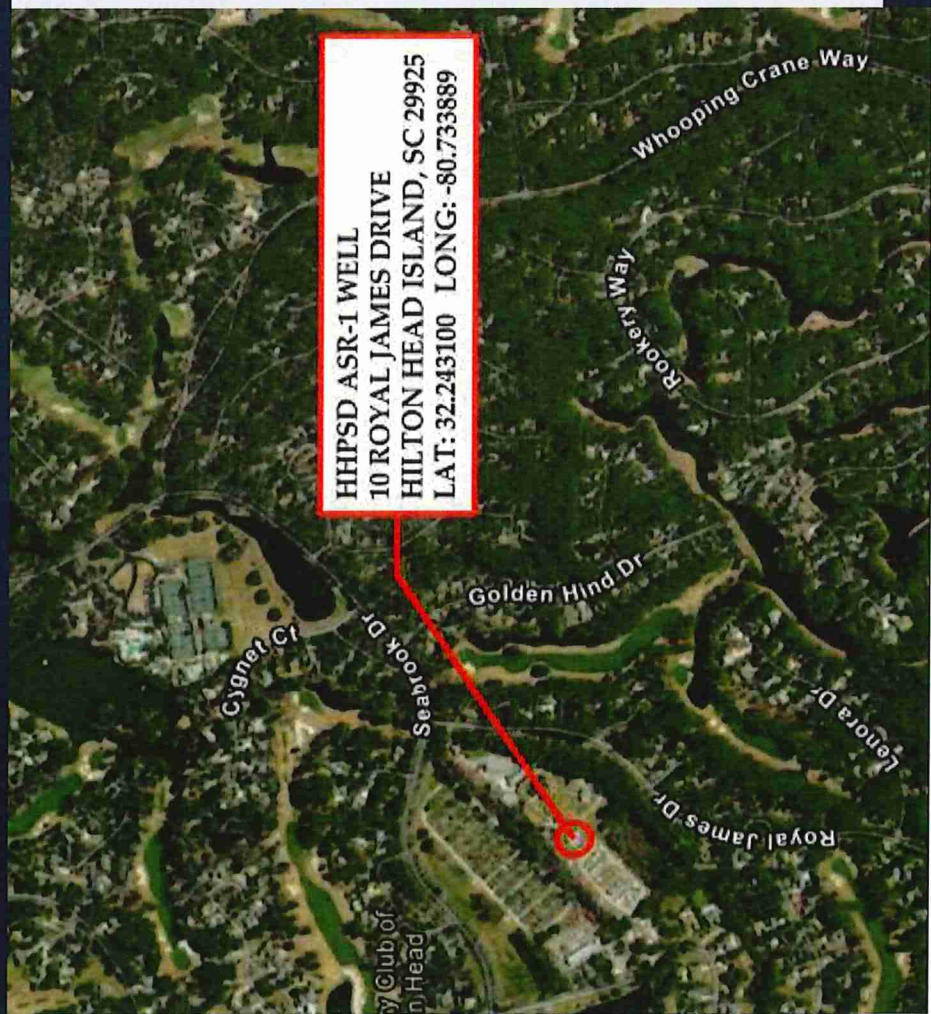 HHPSD ASR-1 WELL
10 ROYAL JAMES DRIVE
HILTON HEAD ISLAND, SC 29925
LAT: 32.243100 LONG: -80.733889
Whooping Crane Way
Rookery Way
Golden Hind Dr
Cygnet Ct
Seabrook Dr
Lenora Dr
Royal James Dr
ry Club of
n Head